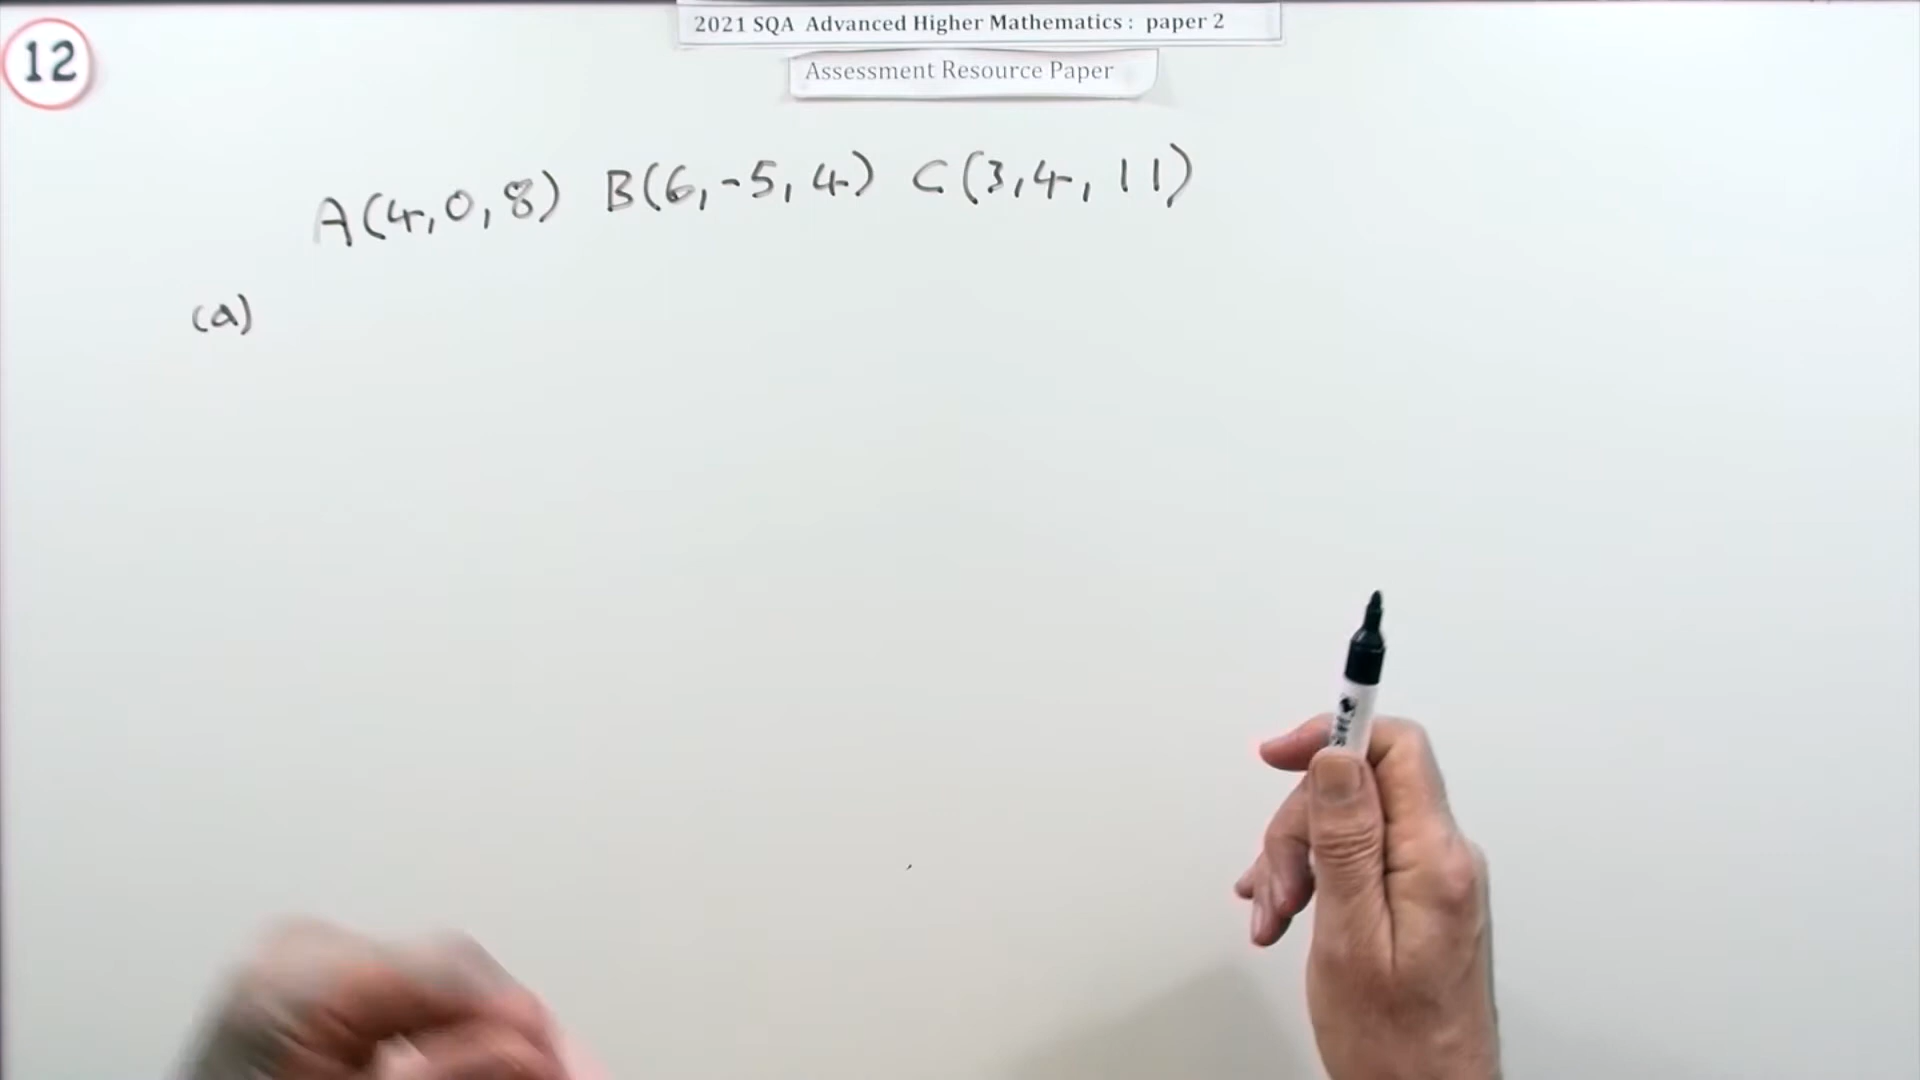 2021 SQA Advanced Higher Mathematics : paper 2
Assessment Resource Paper
12
A(4,0,8) B(6,-5,4) C(3,4,11)
(a)